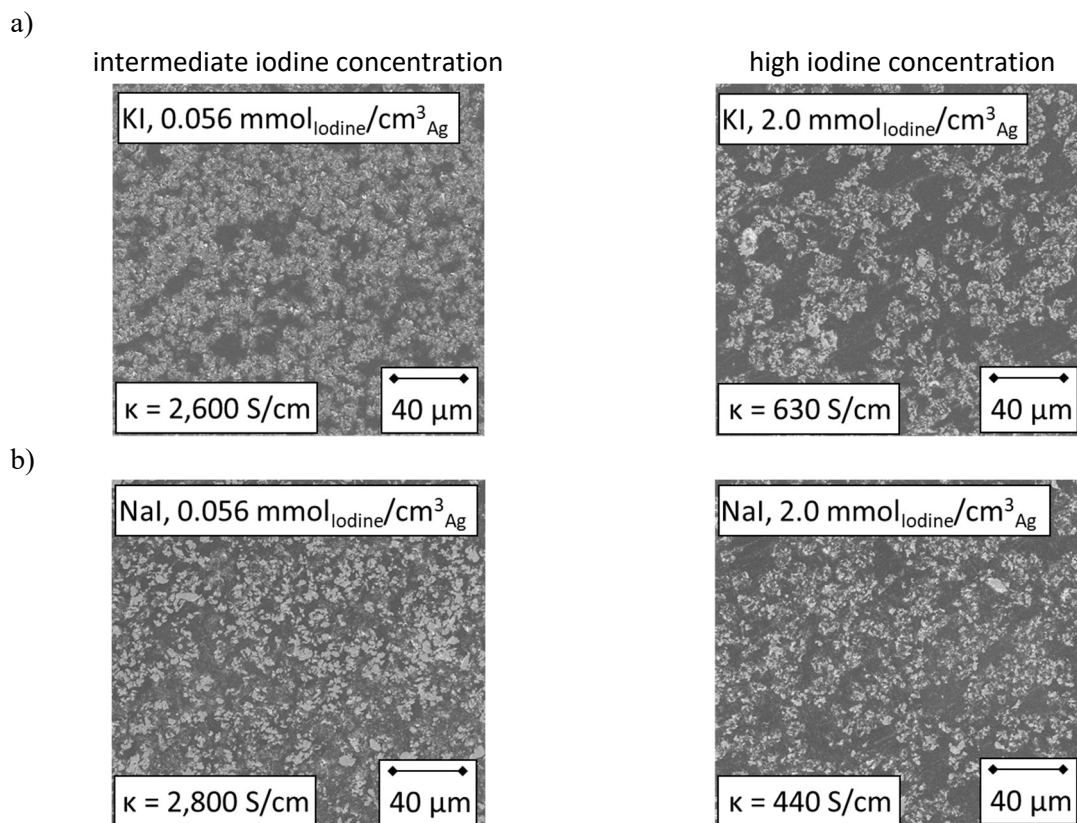 a)
intermediate iodine concentration
high iodine concentration
KI, 0.056 mmol_Iodine/cm³_Ag
KI, 2.0 mmol_Iodine/cm³_Ag
κ = 2,600 S/cm
40 μm
κ = 630 S/cm
40 μm
b)
NaI, 0.056 mmol_Iodine/cm³_Ag
NaI, 2.0 mmol_Iodine/cm³_Ag
κ = 2,800 S/cm
40 μm
κ = 440 S/cm
40 μm